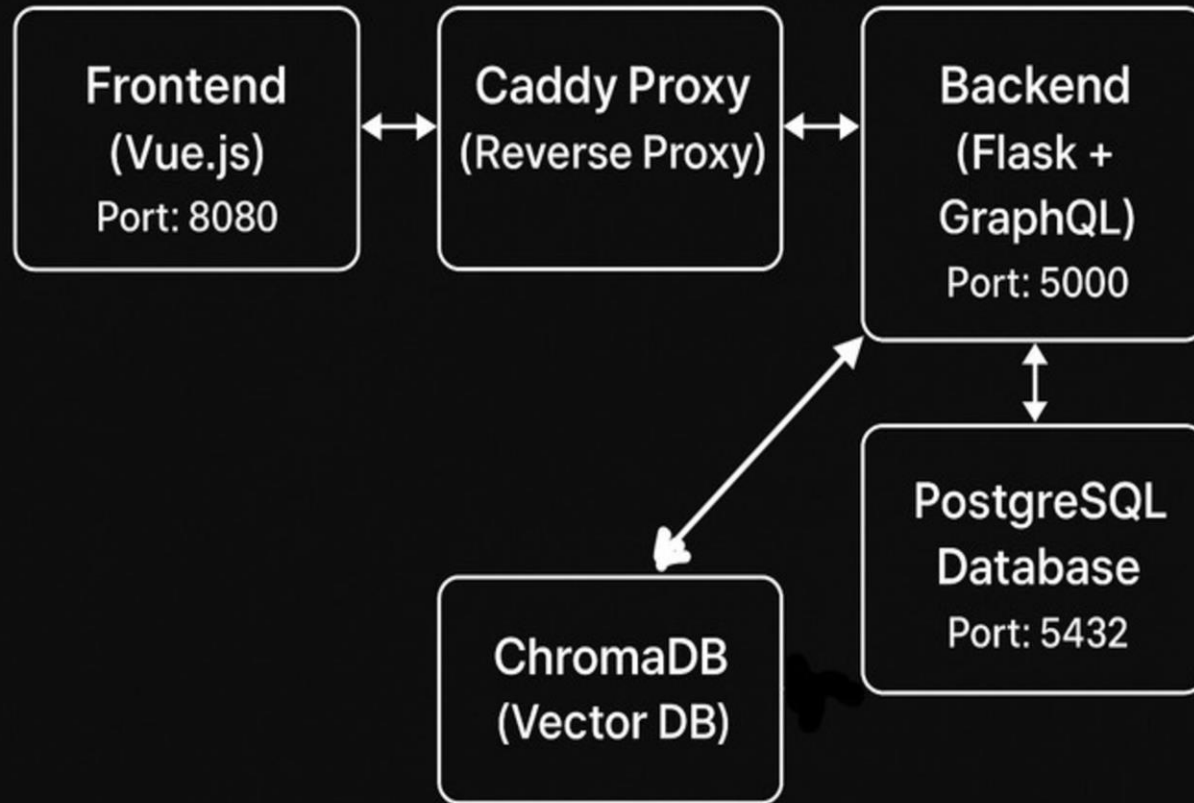 Frontend
(Vue.js)
Port: 8080
Caddy Proxy
(Reverse Proxy)
Backend
(Flask +
GraphQL)
Port: 5000
PostgreSQL
Database
Port: 5432
ChromaDB
(Vector DB)